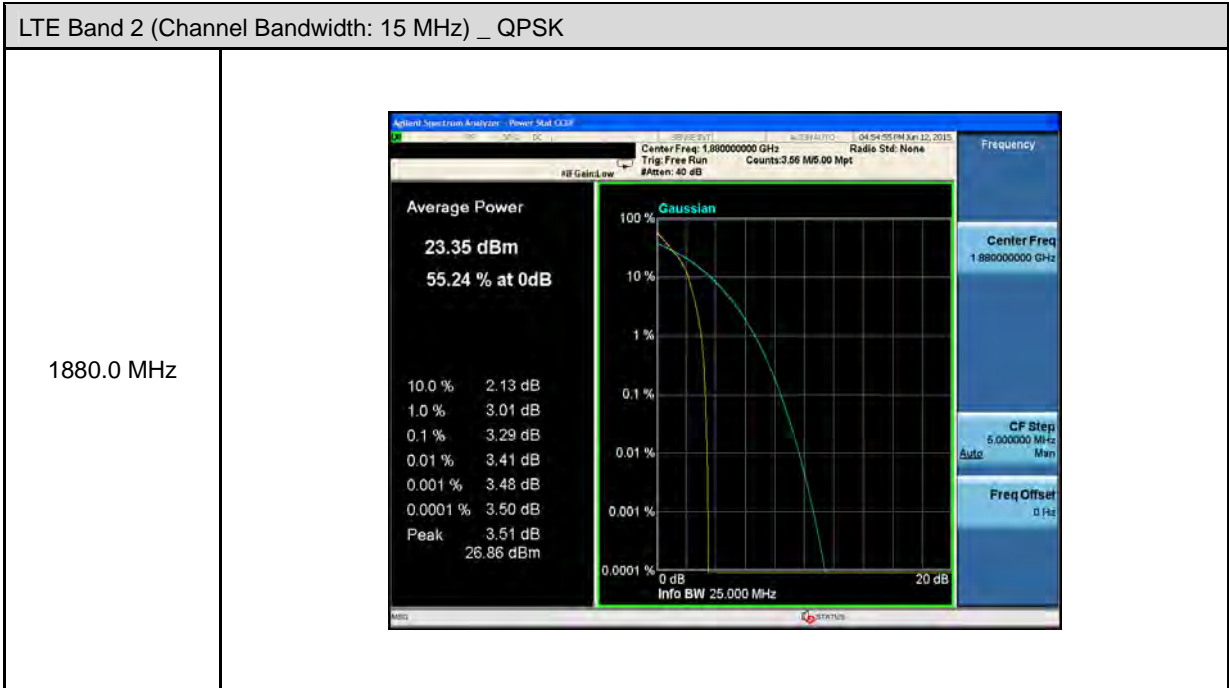 LTE Band 2 (Channel Bandwidth: 15 MHz) _ QPSK
1880.0 MHz
Agilent Spectrum Analyzer - Power Stat CCDF
04:54:55 PM Jun 12, 2015
Center Freq: 1.880000000 GHz
Radio Std: None
Trig: Free Run
Counts:3.56 M/5.00 Mpt
#IFGain:Low
#Atten: 40 dB
Frequency
Average Power
23.35 dBm
55.24 % at 0dB
10.0 % 2.13 dB
1.0 % 3.01 dB
0.1 % 3.29 dB
0.01 % 3.41 dB
0.001 % 3.48 dB
0.0001 % 3.50 dB
Peak 3.51 dB
26.86 dBm
Gaussian
100 %
10 %
1 %
0.1 %
0.01 %
0.001 %
0.0001 %
0 dB
20 dB
Info BW 25.000 MHz
Center Freq
1.880000000 GHz
CF Step
5.000000 MHz
Auto Man
Freq Offset
0 Hz
MSG
STATUS